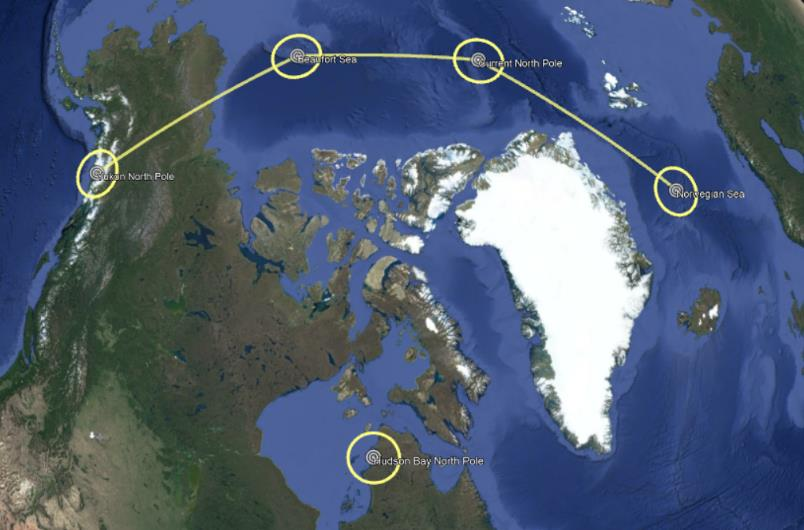 Beaufort Sea
Current North Pole
Yukon North Pole
Norwegian Sea
Hudson Bay North Pole